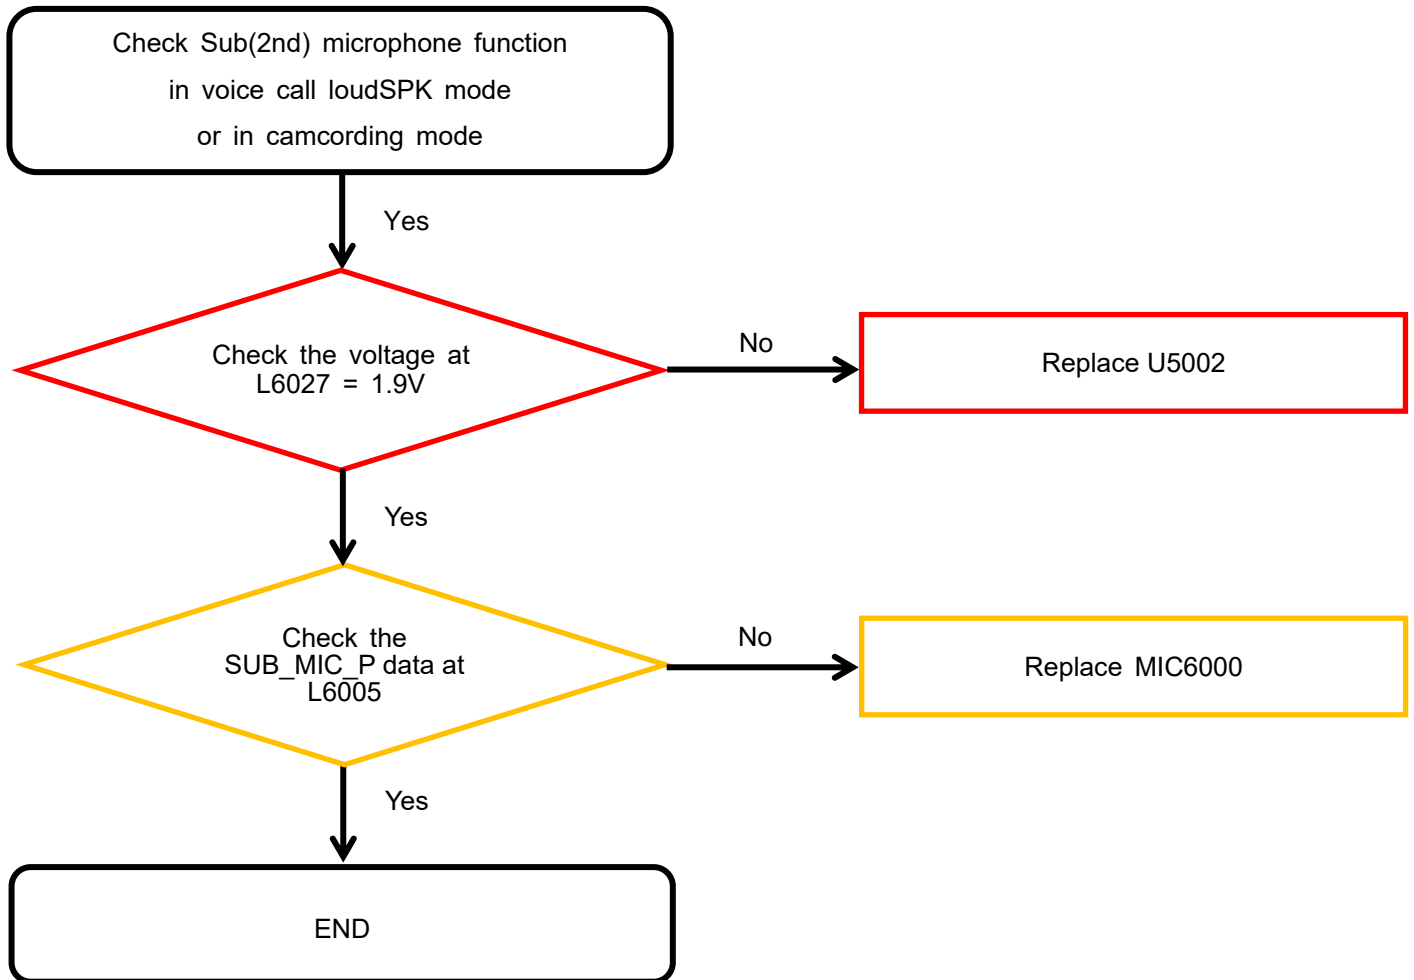 Check Sub(2nd) microphone function
in voice call loudSPK mode
or in camcording mode
Yes
Check the voltage at
L6027 = 1.9V
No
Replace U5002
Yes
Check the
SUB_MIC_P data at
L6005
No
Replace MIC6000
Yes
END